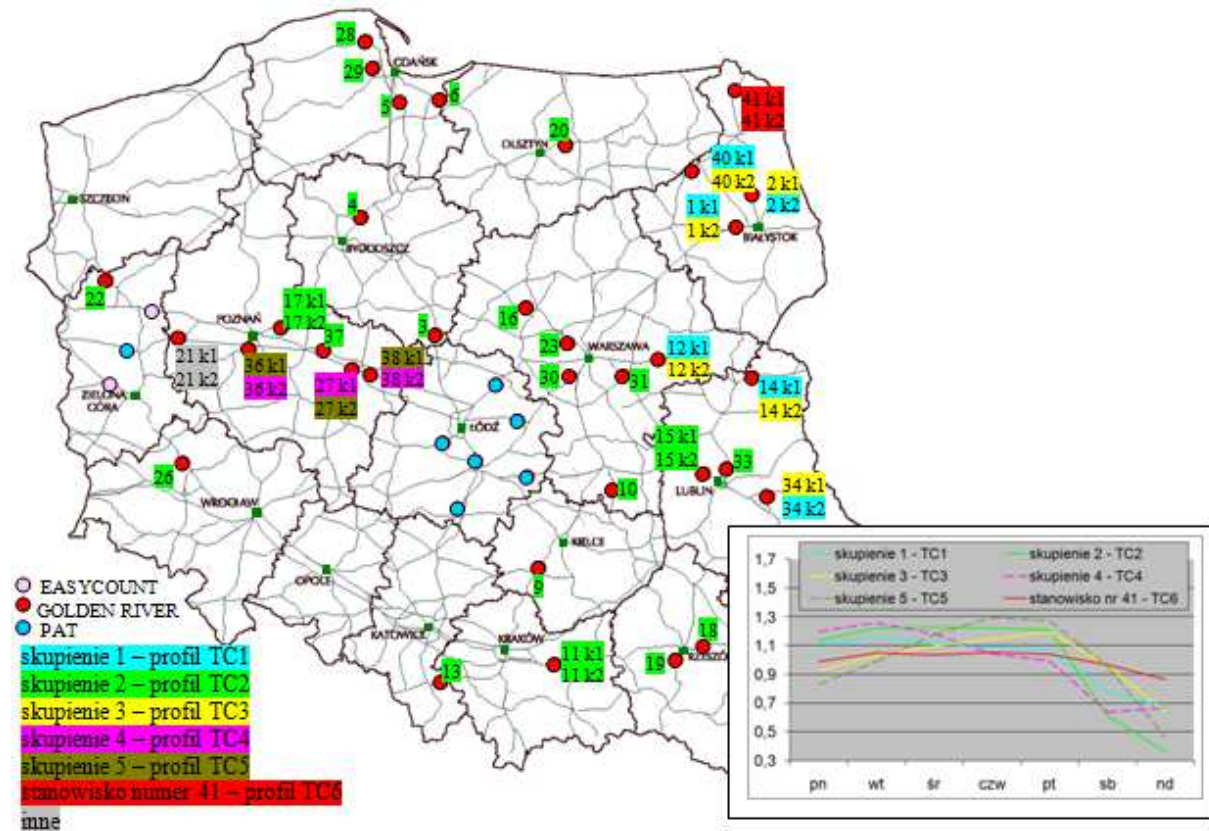 28
GDAŃSK
29
5
6
41 k1
41 k2
20
OLSZTYN
40 k1
40 k2
2 k1
2 k2
SZCZECIN
1 k1
1 k2
BIAŁYSTOK
4
BYDGOSZCZ
22
17 k1
17 k2
POZNAŃ
37
3
16
23
WARSZAWA
12 k1
12 k2
21 k1
21 k2
36 k1
36 k2
27 k1
27 k2
38 k1
38 k2
30
31
14 k1
14 k2
ZIELONA
GÓRA
ŁÓDŹ
15 k1
15 k2
33
LUBLIN
34 k1
34 k2
26
WROCŁAW
10
KIELCE
9
OPOLE
EASYCOUNT
GOLDEN RIVER
PAT
KATOWICE
KRAKÓW
11 k1
11 k2
13
18
19
RZESZÓW
skupienie 1 – profil TC1
skupienie 2 – profil TC2
skupienie 3 – profil TC3
skupienie 4 – profil TC4
skupienie 5 – profil TC5
stanowisko numer 41 – profil TC6
inne
skupienie 1 - TC1
skupienie 2 - TC2
skupienie 3 - TC3
skupienie 4 - TC4
skupienie 5 - TC5
stanowisko nr 41 - TC6
1,7
1,5
1,3
1,1
0,9
0,7
0,5
0,3
pn wt śr czw pt sb nd